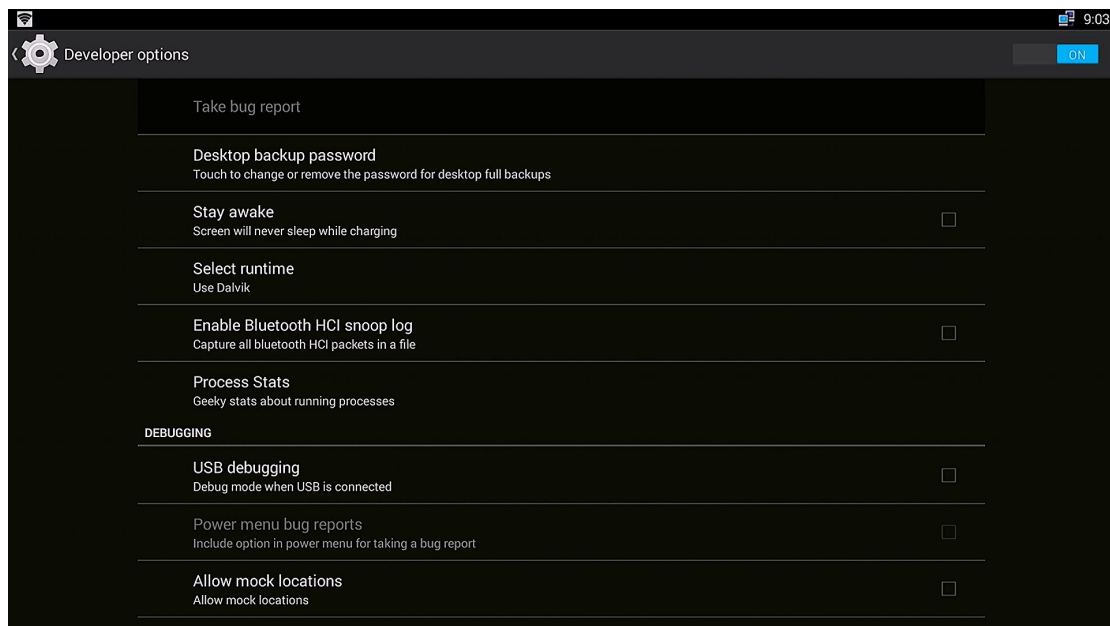 9:03
Developer options
ON
Take bug report
Desktop backup password
Touch to change or remove the password for desktop full backups
Stay awake
Screen will never sleep while charging
Select runtime
Use Dalvik
Enable Bluetooth HCI snoop log
Capture all bluetooth HCI packets in a file
Process Stats
Geeky stats about running processes
DEBUGGING
USB debugging
Debug mode when USB is connected
Power menu bug reports
Include option in power menu for taking a bug report
Allow mock locations
Allow mock locations